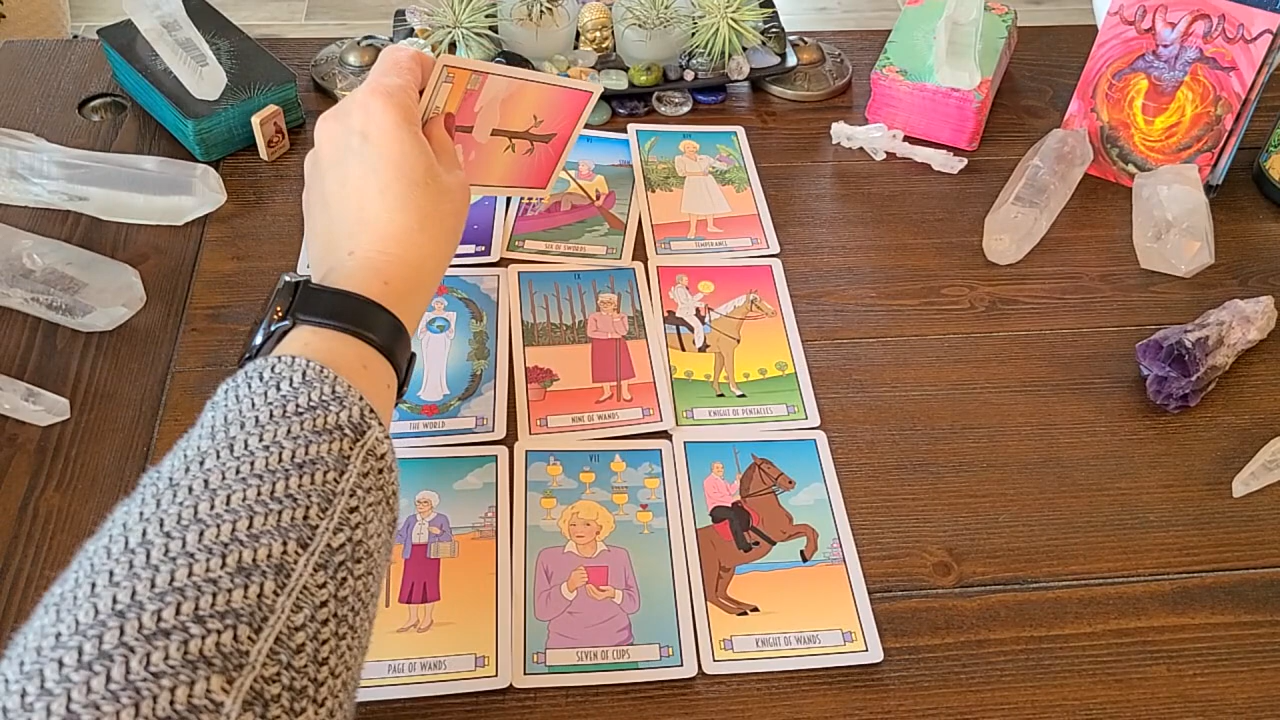 VI
SIX OF SWORDS
XIV
TEMPERANCE
THE WORLD
IX
NINE OF WANDS
KNIGHT OF PENTACLES
PAGE OF WANDS
VII
SEVEN OF CUPS
KNIGHT OF WANDS